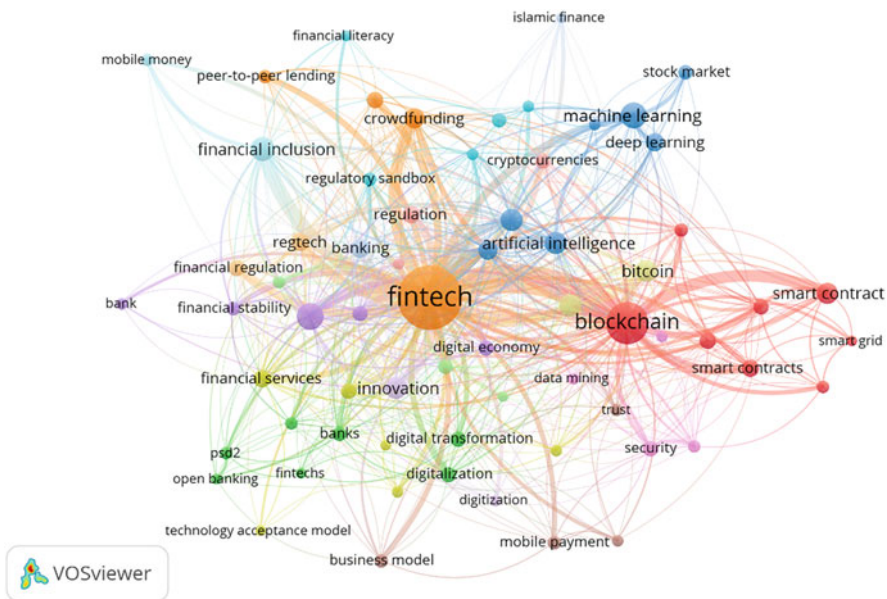 islamic finance
financial literacy
mobile money
stock market
peer-to-peer lending
machine learning
crowdfunding
deep learning
financial inclusion
cryptocurrencies
regulatory sandbox
regulation
regtech
banking
artificial intelligence
financial regulation
bitcoin
fintech
smart contract
bank
financial stability
blockchain
smart grid
digital economy
smart contracts
financial services
data mining
innovation
trust
banks
digital transformation
security
psd2
open banking
fintechs
digitalization
digitization
technology acceptance model
mobile payment
business model
VOSviewer